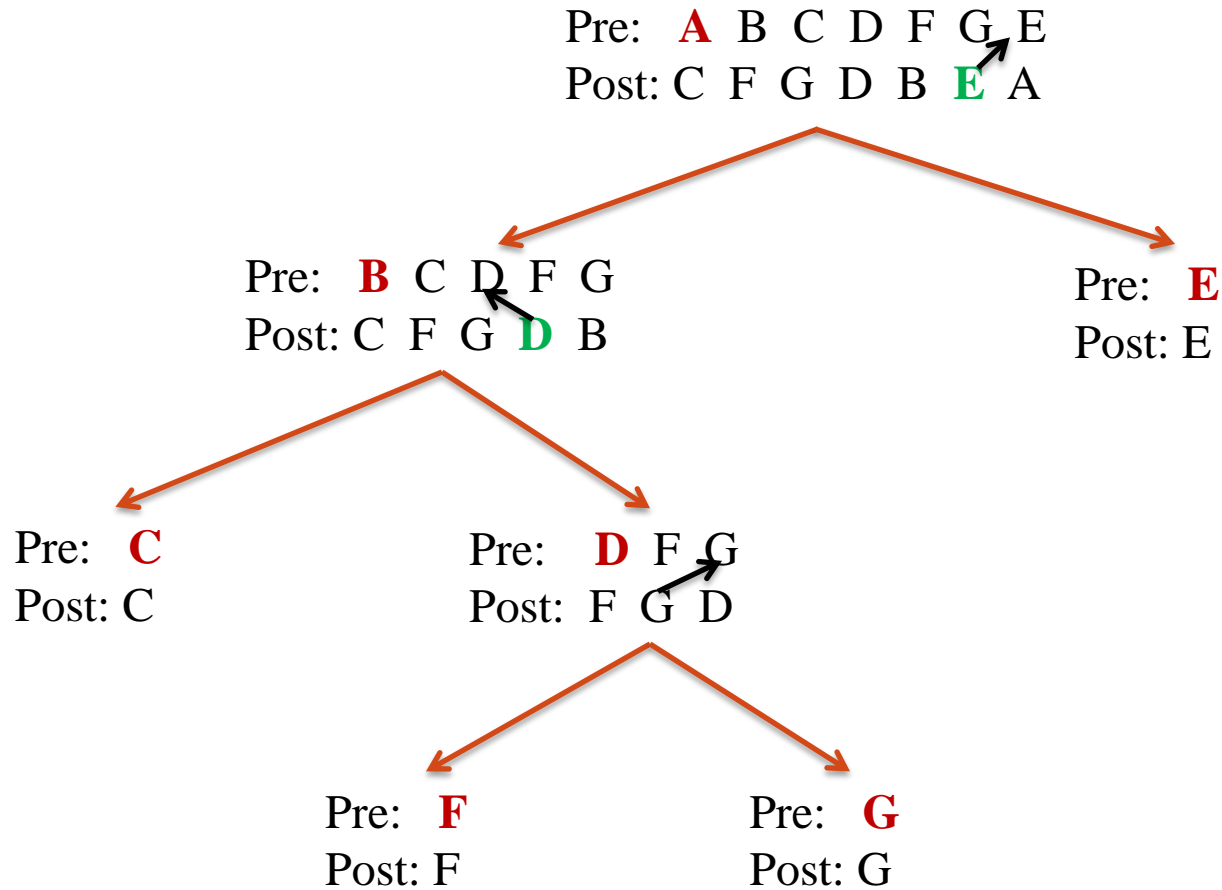 Pre: A B C D F G E
Post: C F G D B E A
Pre: B C D F G
Post: C F G D B
Pre: E
Post: E
Pre: C
Post: C
Pre: D F G
Post: F G D
Pre: F
Post: F
Pre: G
Post: G